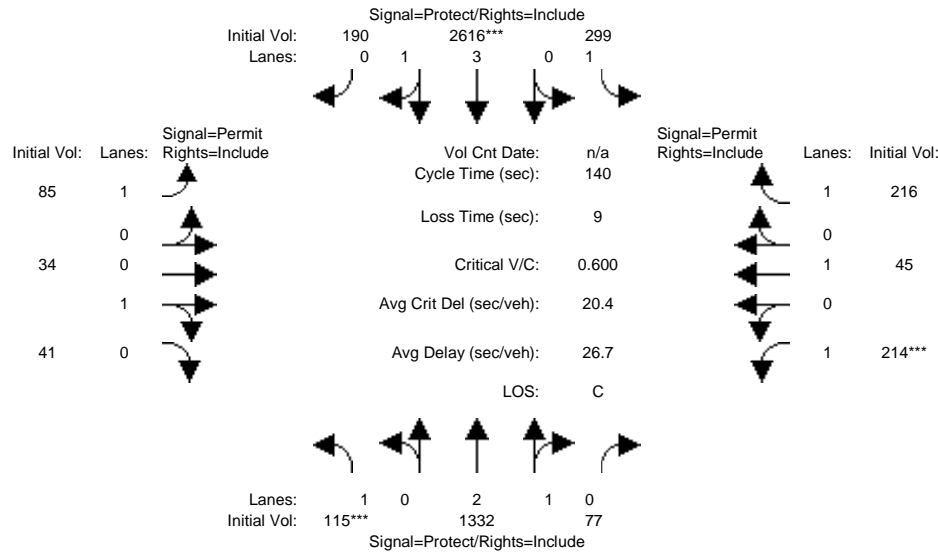 Signal=Protect/Rights=Include
Initial Vol: 190 2616*** 299
Lanes: 0 1 3 0 1
Signal=Permit Signal=Permit
Initial Vol: Lanes: Rights=Include Vol Cnt Date: n/a Rights=Include Lanes: Initial Vol:
Cycle Time (sec): 140
85 1 1 216
Loss Time (sec): 9
0 0
34 0 Critical V/C: 0.600 1 45
1 Avg Crit Del (sec/veh): 20.4 0
41 0 Avg Delay (sec/veh): 26.7 1 214***
LOS: C
Lanes: 1 0 2 1 0
Initial Vol: 115*** 1332 77
Signal=Protect/Rights=Include